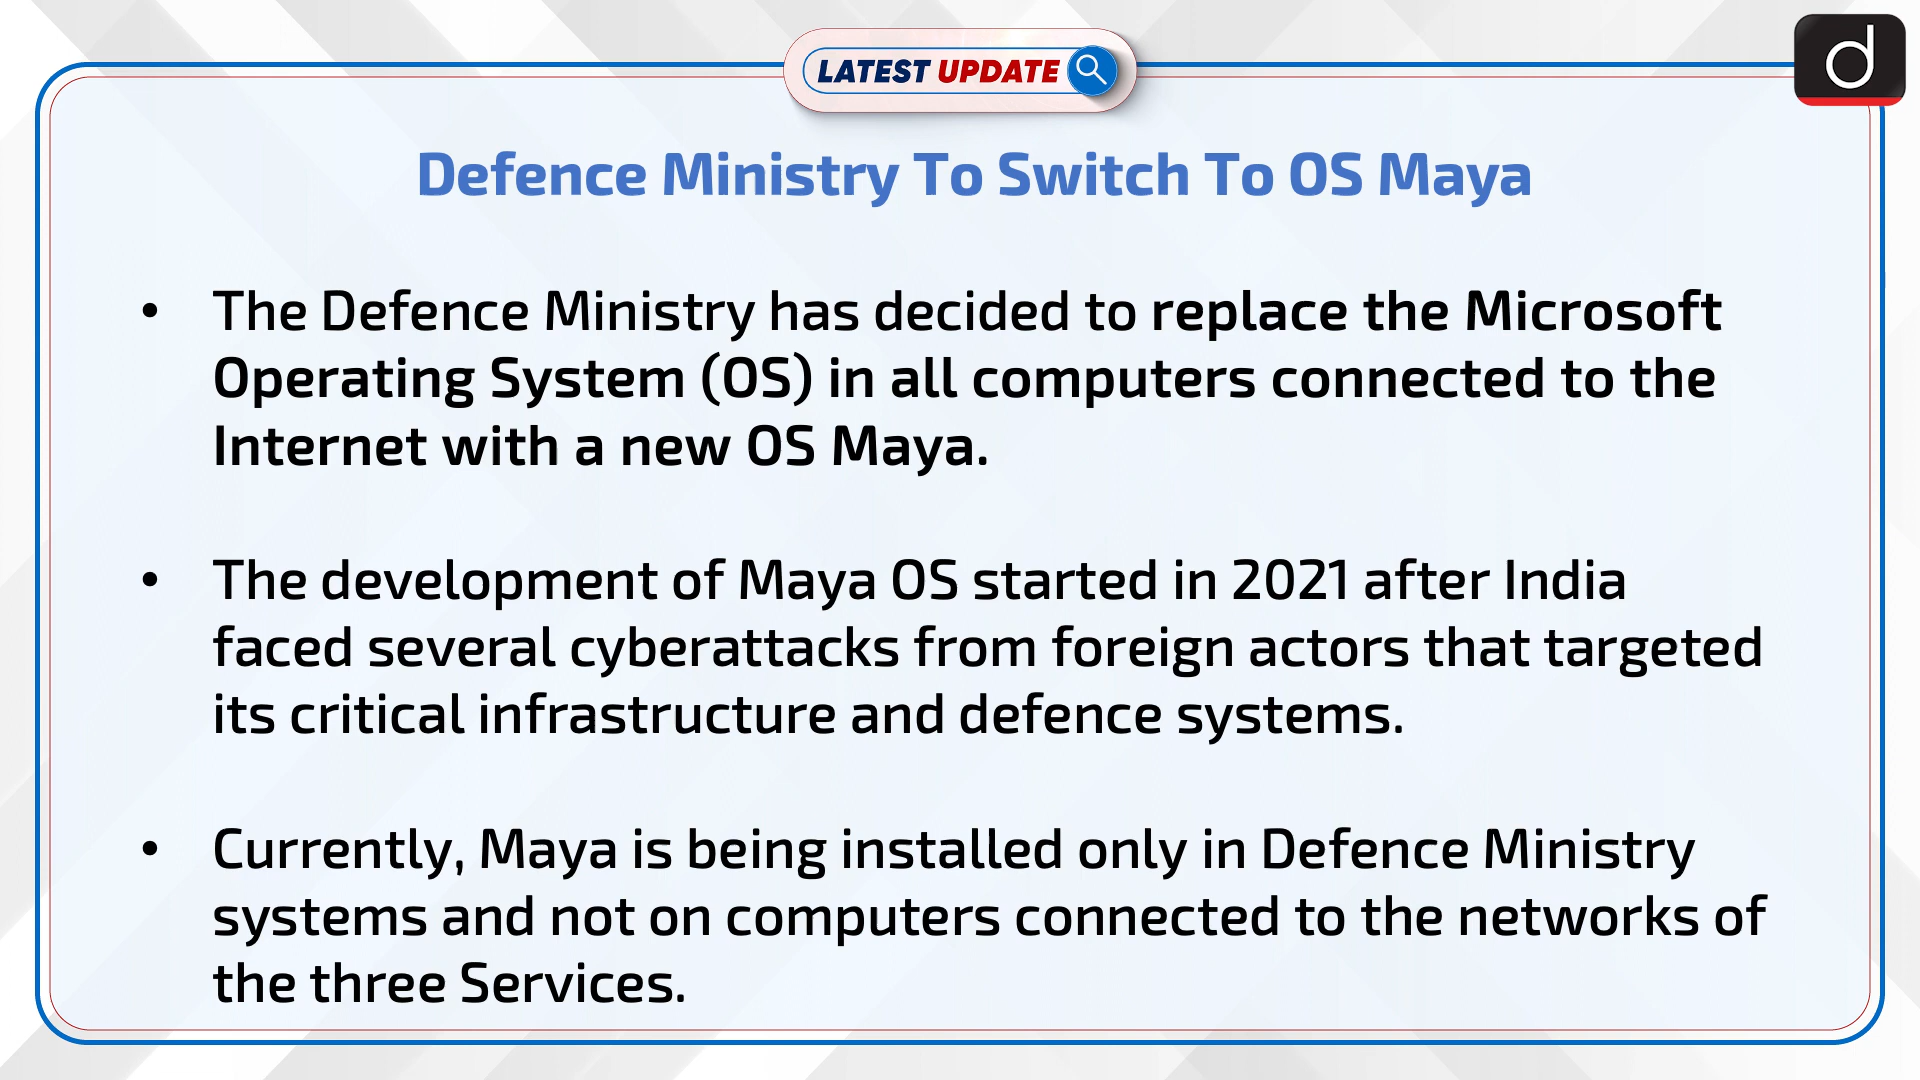 LATEST UPDATE
d
Defence Ministry To Switch To OS Maya
• The Defence Ministry has decided to replace the Microsoft
Operating System (OS) in all computers connected to the
Internet with a new OS Maya.
• The development of Maya OS started in 2021 after India
faced several cyberattacks from foreign actors that targeted
its critical infrastructure and defence systems.
• Currently, Maya is being installed only in Defence Ministry
systems and not on computers connected to the networks of
the three Services.